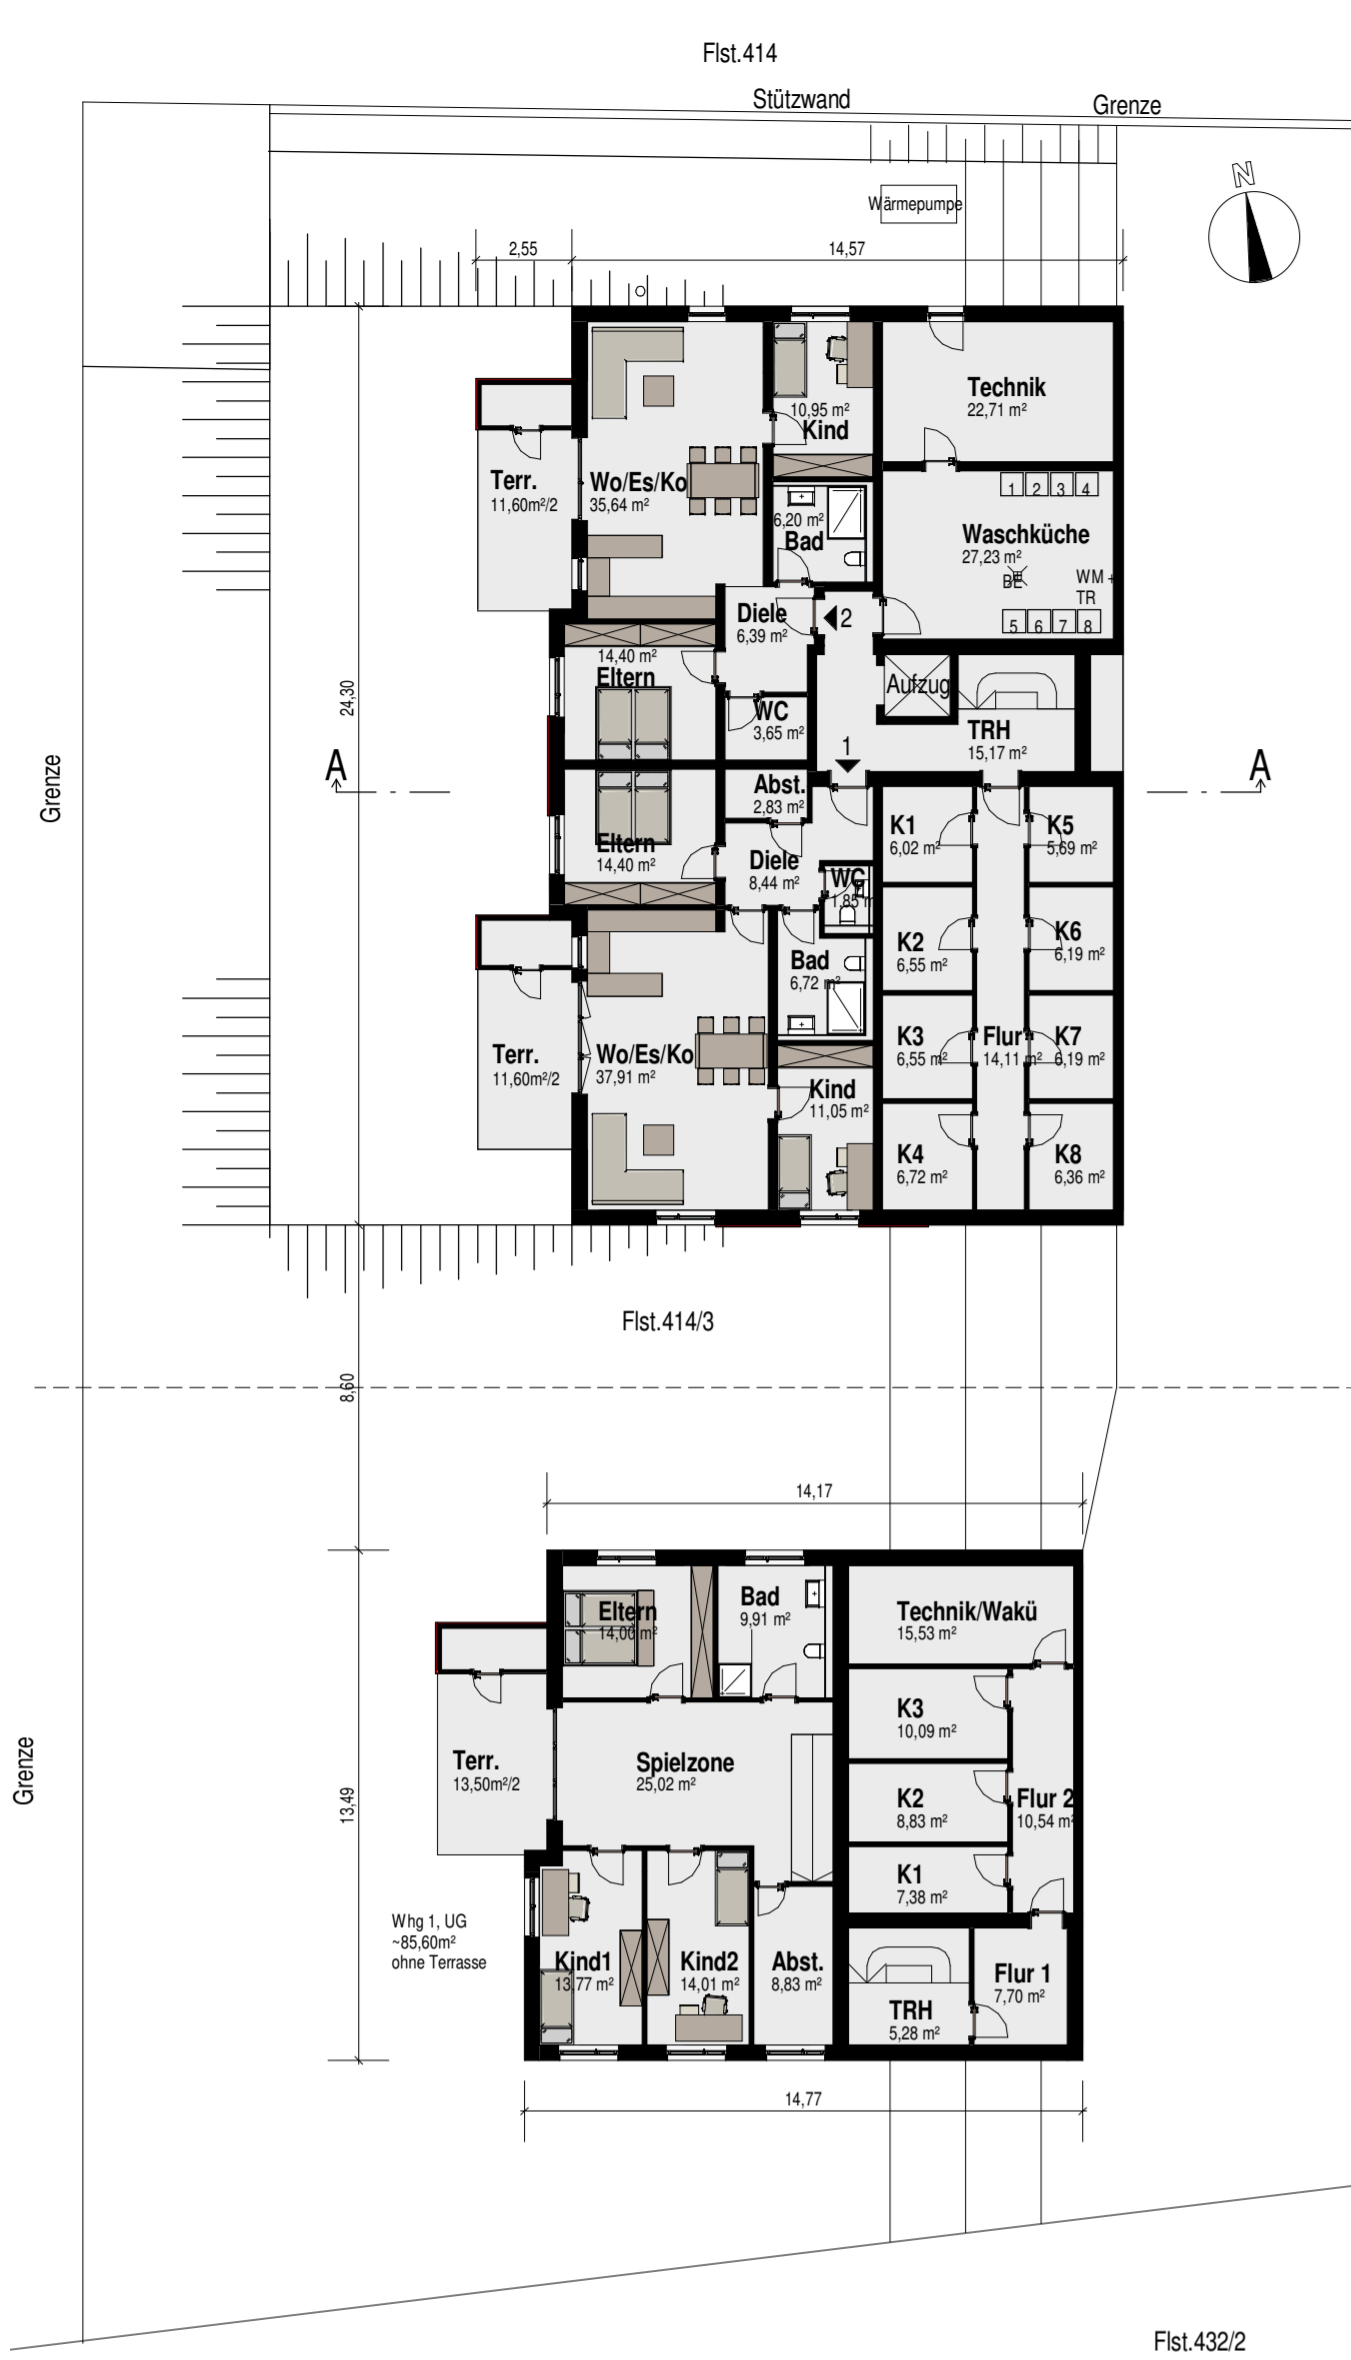 Flst.414
Stützwand
Grenze
N
Wärmepumpe
2,55
14,57
Technik
22,71 m²
10,95 m²
Kind
Terr.
11,60m²/2
Wo/Es/Ko
35,64 m²
1 2 3 4
6,20 m²
Bad
Waschküche
27,23 m²
BE
WM +
TR
5 6 7 8
Diele
6,39 m²
2
14,40 m²
Eltern
Aufzug
WC
3,65 m²
TRH
15,17 m²
24,30
Grenze
A
1
A
Abst.
2,83 m²
K1
6,02 m²
K5
5,69 m²
Eltern
14,40 m²
Diele
8,44 m²
WC
1,85 m
K2
6,55 m²
K6
6,19 m²
Bad
6,72 m²
Terr.
11,60m²/2
Wo/Es/Ko
37,91 m²
K3
6,55 m²
Flur
14,11 m²
K7
6,19 m²
Kind
11,05 m²
K4
6,72 m²
K8
6,36 m²
Flst.414/3
8,60
14,17
Eltern
14,00 m²
Bad
9,91 m²
Technik/Wakü
15,53 m²
K3
10,09 m²
Terr.
13,50m²/2
Spielzone
25,02 m²
K2
8,83 m²
Flur 2
10,54 m²
Grenze
13,49
K1
7,38 m²
Whg 1, UG
~85,60m²
ohne Terrasse
Kind1
13,77 m²
Kind2
14,01 m²
Abst.
8,83 m²
Flur 1
7,70 m²
TRH
5,28 m²
14,77
Flst.432/2